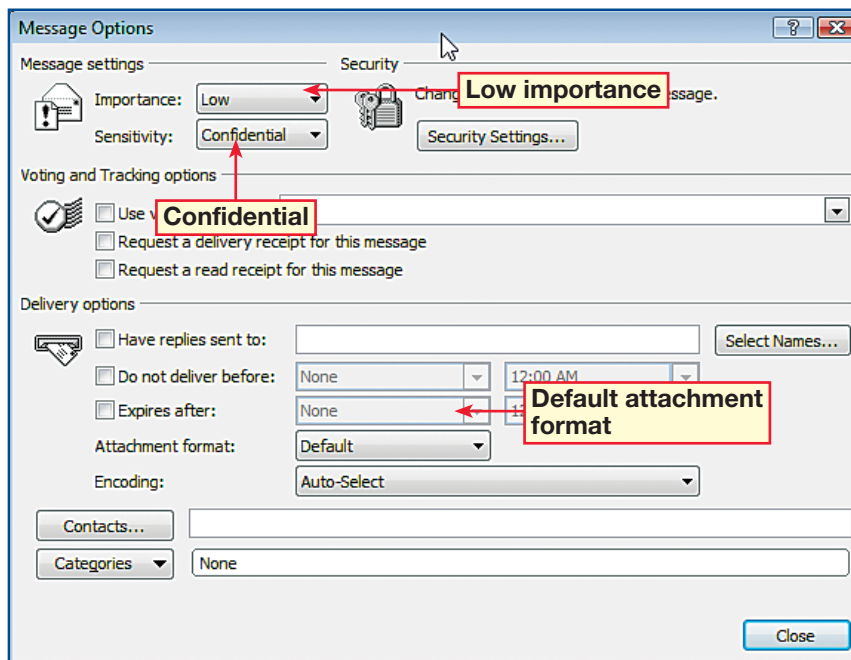 Message Options
Message settings
Security
Importance: Low
Low importance
Chang ssage.
Sensitivity: Confidential
Security Settings...
Voting and Tracking options
Use v
Confidential
Request a delivery receipt for this message
Request a read receipt for this message
Delivery options
Have replies sent to:
Select Names...
Do not deliver before: None 12:00 AM
Expires after: None
Default attachment
format
Attachment format: Default
Encoding: Auto-Select
Contacts...
Categories None
Close